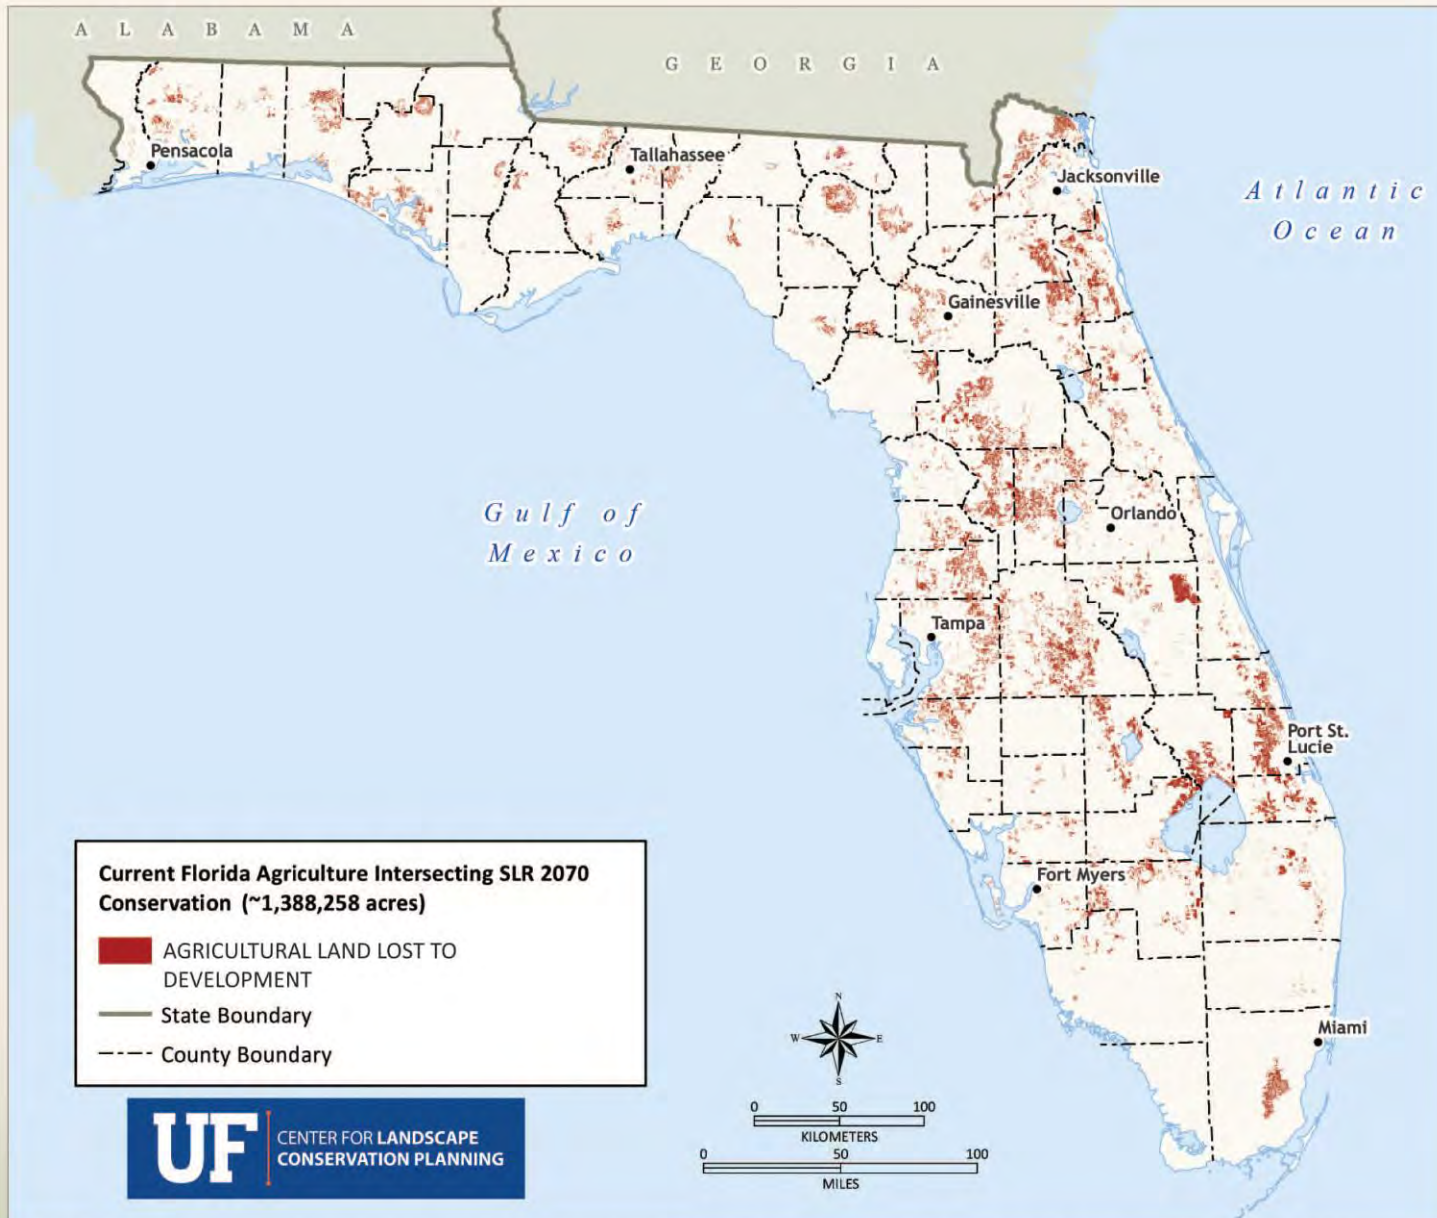 A L A B A M A
G E O R G I A
Pensacola
Tallahassee
Jacksonville
Atlantic
Ocean
Gainesville
Gulf of
Mexico
Orlando
Tampa
Port St.
Lucie
Fort Myers
Miami
Current Florida Agriculture Intersecting SLR 2070
Conservation (~1,388,258 acres)
AGRICULTURAL LAND LOST TO
DEVELOPMENT
State Boundary
County Boundary
N
W E
S
0 50 100
KILOMETERS
0 50 100
MILES
UF CENTER FOR LANDSCAPE
CONSERVATION PLANNING